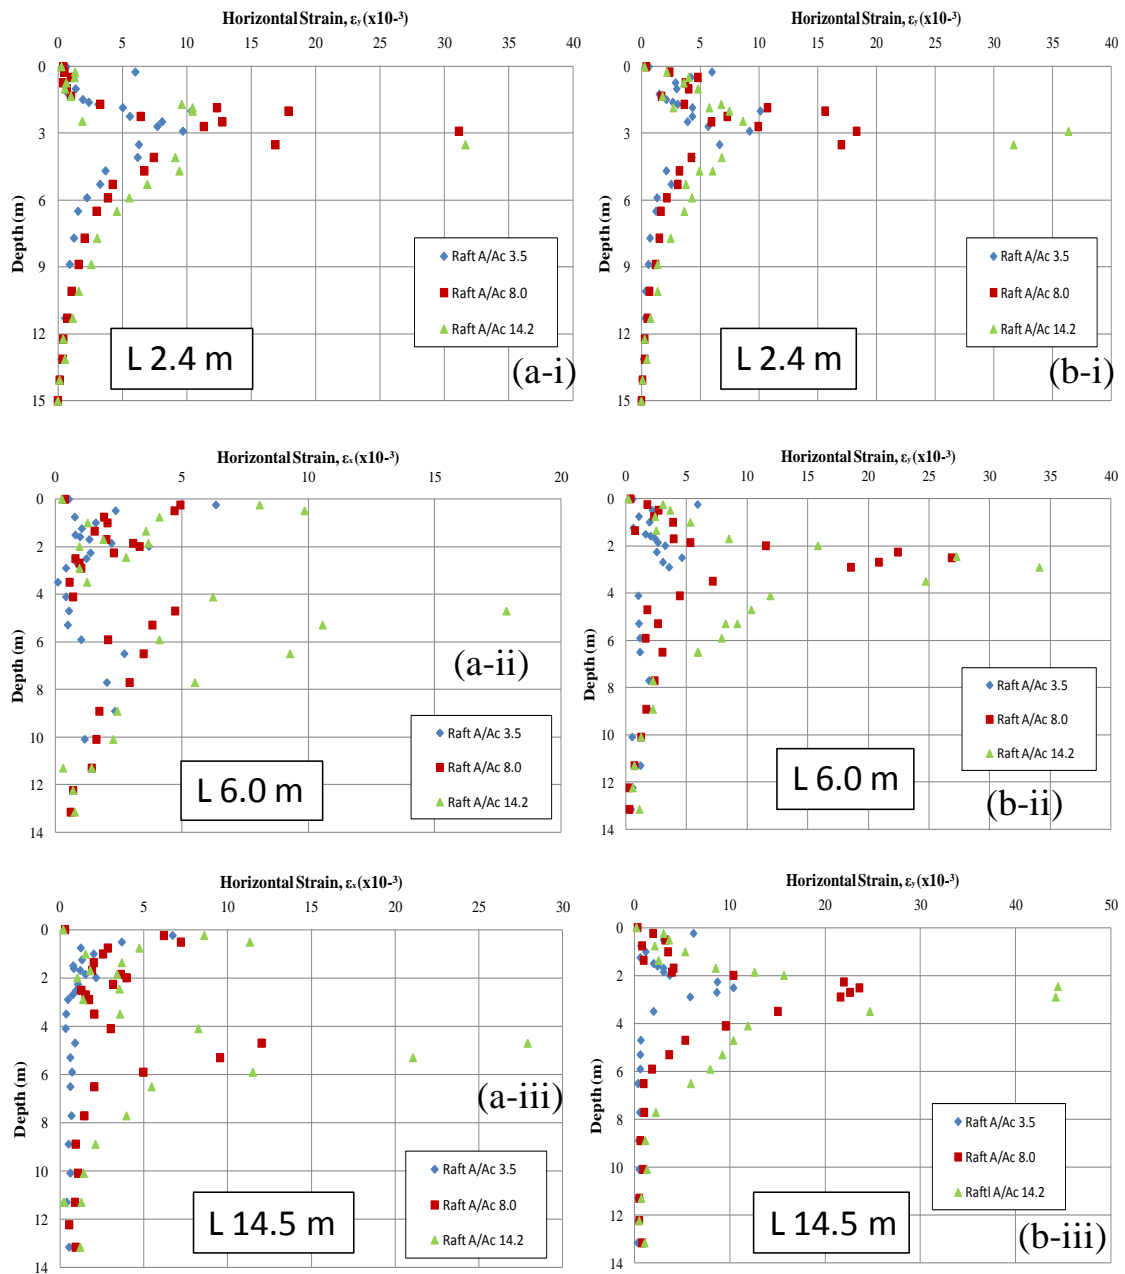 Horizontal Strain, εᵧ (x10-³)
0 5 10 15 20 25 30 35 40
0
3
6
9
12
15
Depth (m)
Raft A/Ac 3.5
Raft A/Ac 8.0
Raft A/Ac 14.2
L 2.4 m
(a-i)
Horizontal Strain, εᵧ (x10-³)
0 5 10 15 20 25 30 35 40
0
3
6
9
12
15
Depth (m)
Raft A/Ac 3.5
Raft A/Ac 8.0
Raft A/Ac 14.2
L 2.4 m
(b-i)
Horizontal Strain, εₓ (x10-³)
0 5 10 15 20
0
2
4
6
8
10
12
14
Depth (m)
Raft A/Ac 3.5
Raft A/Ac 8.0
Raft A/Ac 14.2
L 6.0 m
(a-ii)
Horizontal Strain, εᵧ (x10-³)
0 5 10 15 20 25 30 35 40
0
2
4
6
8
10
12
14
Depth (m)
Raft A/Ac 3.5
Raft A/Ac 8.0
Raft A/Ac 14.2
L 6.0 m
(b-ii)
Horizontal Strain, εₓ (x10-³)
0 5 10 15 20 25 30
0
2
4
6
8
10
12
14
Depth (m)
Raft A/Ac 3.5
Raft A/Ac 8.0
Raft A/Ac 14.2
L 14.5 m
(a-iii)
Horizontal Strain, εᵧ (x10-³)
0 10 20 30 40 50
0
2
4
6
8
10
12
14
Depth (m)
Raft A/Ac 3.5
Raft A/Ac 8.0
Raftl A/Ac 14.2
L 14.5 m
(b-iii)